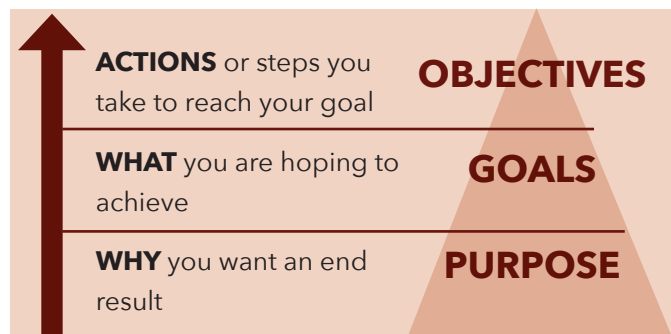 ACTIONS or steps you
take to reach your goal
OBJECTIVES
WHAT you are hoping to
achieve
GOALS
WHY you want an end
result
PURPOSE